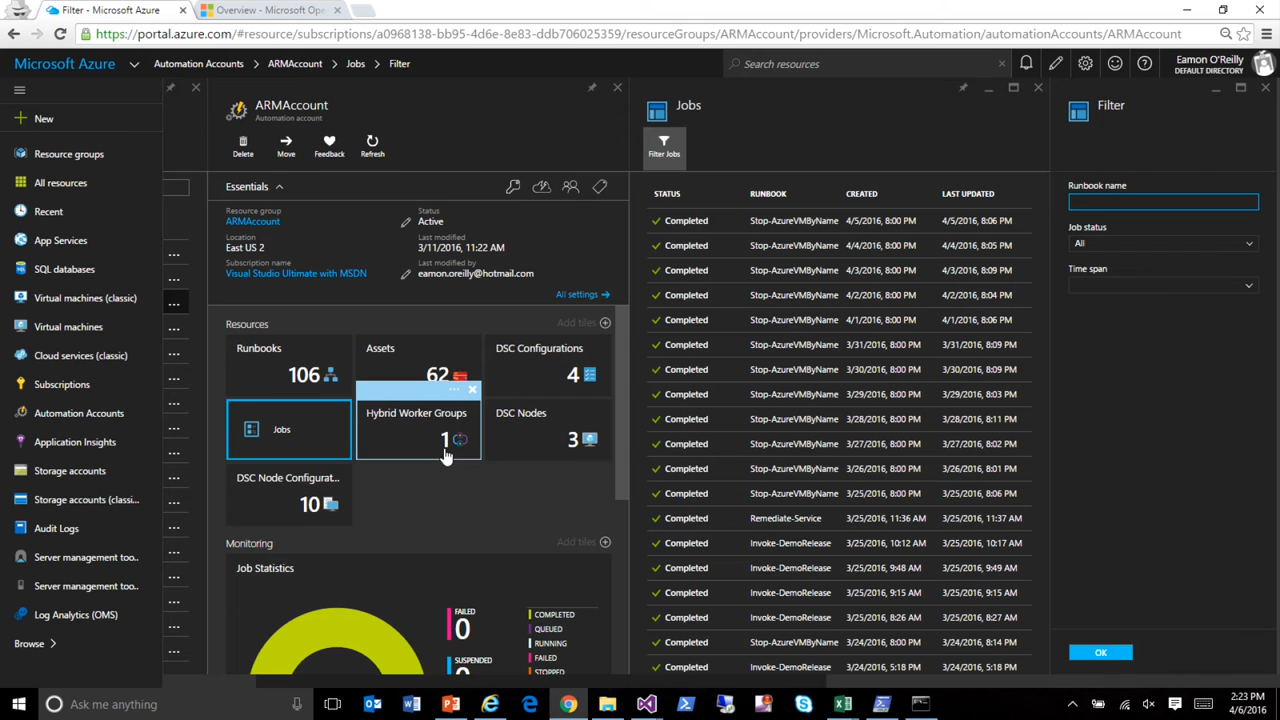 Filter - Microsoft Azure
Overview - Microsoft Ope
https://portal.azure.com/#resource/subscriptions/a0968138-bb95-4d6e-8e83-ddb706025359/resourceGroups/ARMAccount/providers/Microsoft.Automation/automationAccounts/ARMAccount
Microsoft Azure
Automation Accounts
ARMAccount
Jobs
Filter
Search resources
Eamon O'Reilly
DEFAULT DIRECTORY
New
Resource groups
All resources
Recent
App Services
SQL databases
Virtual machines (classic)
Virtual machines
Cloud services (classic)
Subscriptions
Automation Accounts
Application Insights
Storage accounts
Storage accounts (classi...
Audit Logs
Server management too...
Server management too...
Log Analytics (OMS)
Browse
ARMAccount
Automation account
Delete
Move
Feedback
Refresh
Essentials
Resource group
ARMAccount
Status
Active
Location
East US 2
Last modified
3/11/2016, 11:22 AM
Subscription name
Visual Studio Ultimate with MSDN
Last modified by
eamon.oreilly@hotmail.com
All settings
Resources
Add tiles
Runbooks
106
Assets
62
DSC Configurations
4
Jobs
Hybrid Worker Groups
1
DSC Nodes
3
DSC Node Configurat...
10
Monitoring
Add tiles
Job Statistics
FAILED
0
SUSPENDED
COMPLETED
QUEUED
RUNNING
FAILED
STOPPED
Jobs
Filter Jobs
STATUS RUNBOOK CREATED LAST UPDATED
Completed Stop-AzureVMByName 4/5/2016, 8:00 PM 4/5/2016, 8:06 PM
Completed Stop-AzureVMByName 4/4/2016, 8:00 PM 4/4/2016, 8:05 PM
Completed Stop-AzureVMByName 4/3/2016, 8:00 PM 4/3/2016, 8:09 PM
Completed Stop-AzureVMByName 4/2/2016, 8:00 PM 4/2/2016, 8:04 PM
Completed Stop-AzureVMByName 4/1/2016, 8:00 PM 4/1/2016, 8:06 PM
Completed Stop-AzureVMByName 3/31/2016, 8:00 PM 3/31/2016, 8:09 PM
Completed Stop-AzureVMByName 3/30/2016, 8:00 PM 3/30/2016, 8:09 PM
Completed Stop-AzureVMByName 3/29/2016, 8:00 PM 3/29/2016, 8:09 PM
Completed Stop-AzureVMByName 3/28/2016, 8:00 PM 3/28/2016, 8:11 PM
Completed Stop-AzureVMByName 3/27/2016, 8:00 PM 3/27/2016, 8:02 PM
Completed Stop-AzureVMByName 3/26/2016, 8:00 PM 3/26/2016, 8:01 PM
Completed Stop-AzureVMByName 3/25/2016, 8:00 PM 3/25/2016, 8:06 PM
Completed Remediate-Service 3/25/2016, 11:36 AM 3/25/2016, 11:37 AM
Completed Invoke-DemoRelease 3/25/2016, 10:12 AM 3/25/2016, 10:17 AM
Completed Invoke-DemoRelease 3/25/2016, 9:48 AM 3/25/2016, 9:49 AM
Completed Invoke-DemoRelease 3/25/2016, 9:15 AM 3/25/2016, 9:15 AM
Completed Invoke-DemoRelease 3/25/2016, 8:26 AM 3/25/2016, 8:27 AM
Completed Stop-AzureVMByName 3/24/2016, 8:00 PM 3/24/2016, 8:14 PM
Completed Invoke-DemoRelease 3/24/2016, 5:18 PM 3/24/2016, 5:18 PM
Filter
Runbook name
Job status
All
Time span
OK
Ask me anything
2:23 PM
4/6/2016